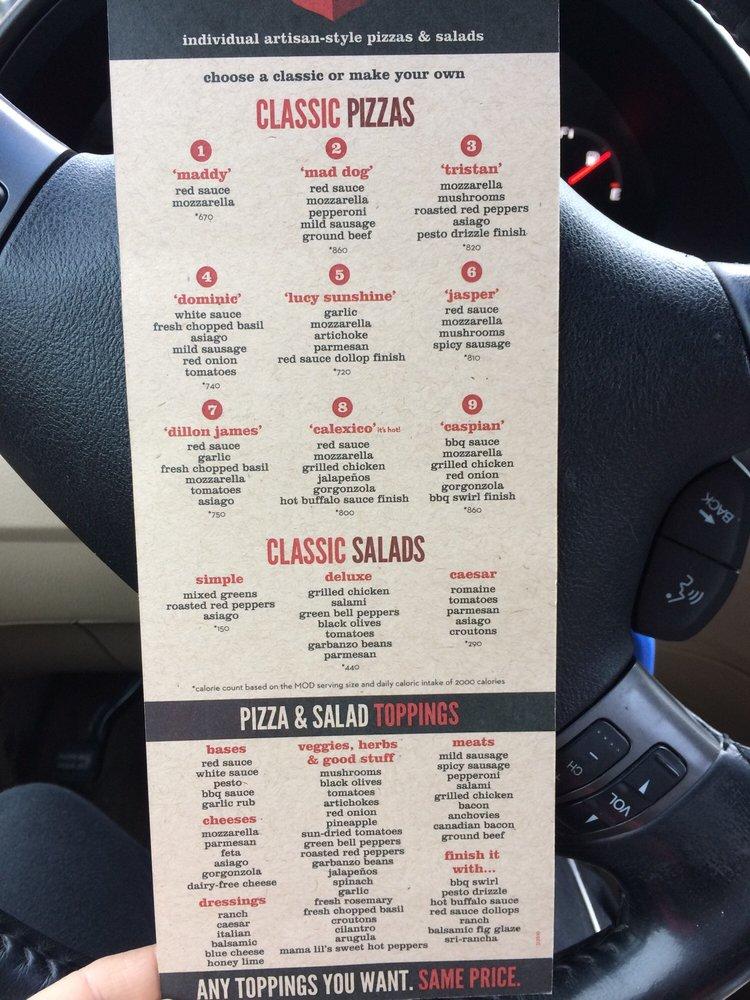 individual artisan-style pizzas & salads
choose a classic or make your own
CLASSIC PIZZAS
1
'maddy'
red sauce
mozzarella
*670
2
'mad dog'
red sauce
mozzarella
pepperoni
mild sausage
ground beef
*860
3
'tristan'
mozzarella
mushrooms
roasted red peppers
asiago
pesto drizzle finish
*820
4
'dominic'
white sauce
fresh chopped basil
asiago
mild sausage
red onion
tomatoes
*740
5
'lucy sunshine'
garlic
mozzarella
artichoke
parmesan
red sauce dollop finish
*720
6
'jasper'
red sauce
mozzarella
mushrooms
spicy sausage
*810
7
'dillon james'
red sauce
garlic
fresh chopped basil
mozzarella
tomatoes
asiago
*750
8
'calexico' it's hot!
red sauce
mozzarella
grilled chicken
jalapeños
gorgonzola
hot buffalo sauce finish
*800
9
'caspian'
bbq sauce
mozzarella
grilled chicken
red onion
gorgonzola
bbq swirl finish
*860
CLASSIC SALADS
simple
mixed greens
roasted red peppers
asiago
*150
deluxe
grilled chicken
salami
green bell peppers
black olives
tomatoes
garbanzo beans
parmesan
*440
caesar
romaine
tomatoes
parmesan
asiago
croutons
*290
*calorie count based on the MOD serving size and daily caloric intake of 2000 calories
PIZZA & SALAD TOPPINGS
bases
red sauce
white sauce
pesto
bbq sauce
garlic rub
cheeses
mozzarella
parmesan
feta
asiago
gorgonzola
dairy-free cheese
dressings
ranch
caesar
italian
balsamic
blue cheese
honey lime
veggies, herbs
& good stuff
mushrooms
black olives
tomatoes
artichokes
red onion
pineapple
sun-dried tomatoes
green bell peppers
roasted red peppers
garbanzo beans
jalapeños
spinach
garlic
fresh rosemary
fresh chopped basil
croutons
cilantro
arugula
mama lil's sweet hot peppers
meats
mild sausage
spicy sausage
pepperoni
salami
grilled chicken
bacon
anchovies
canadian bacon
ground beef
finish it
with...
bbq swirl
pesto drizzle
hot buffalo sauce
red sauce dollops
ranch
balsamic fig glaze
sri-rancha
ANY TOPPINGS YOU WANT. SAME PRICE.
BACK
CH
VOL